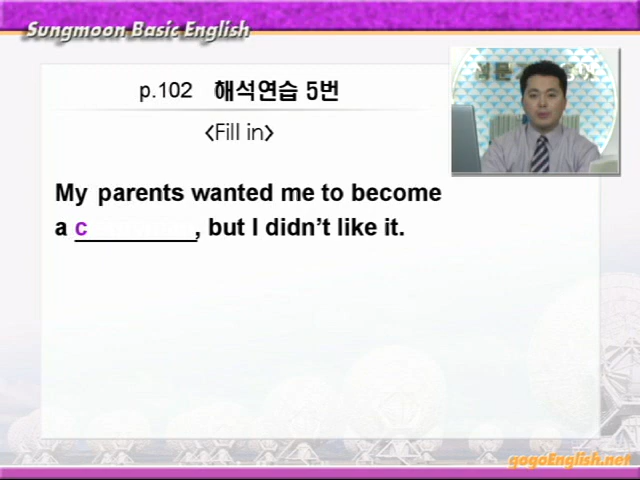 Sungmoon Basic English
p.102 해석연습 5번
<Fill in>
My parents wanted me to become
a c________, but I didn't like it.
gogoEnglish.net